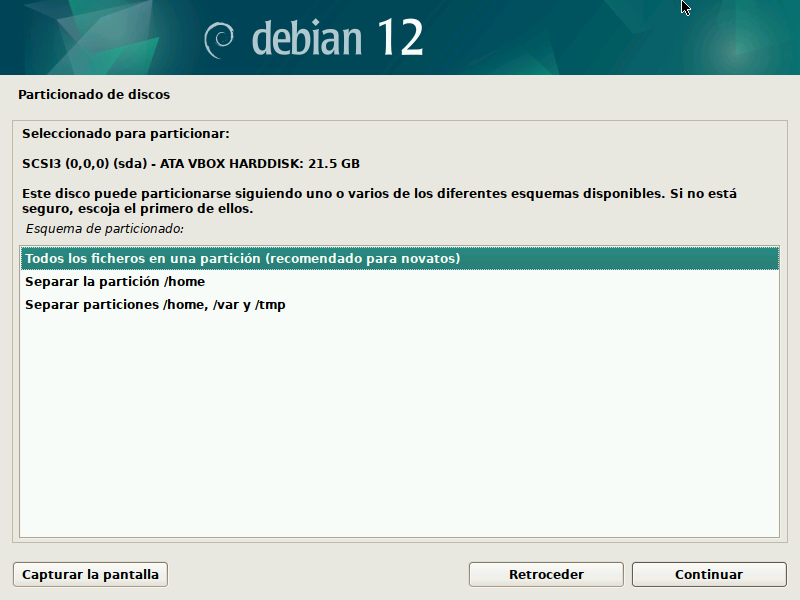 debian 12
Particionado de discos
Seleccionado para particionar:
SCSI3 (0,0,0) (sda) - ATA VBOX HARDDISK: 21.5 GB
Este disco puede particionarse siguiendo uno o varios de los diferentes esquemas disponibles. Si no está
seguro, escoja el primero de ellos.
Esquema de particionado:
Todos los ficheros en una partición (recomendado para novatos)
Separar la partición /home
Separar particiones /home, /var y /tmp
Capturar la pantalla
Retroceder
Continuar